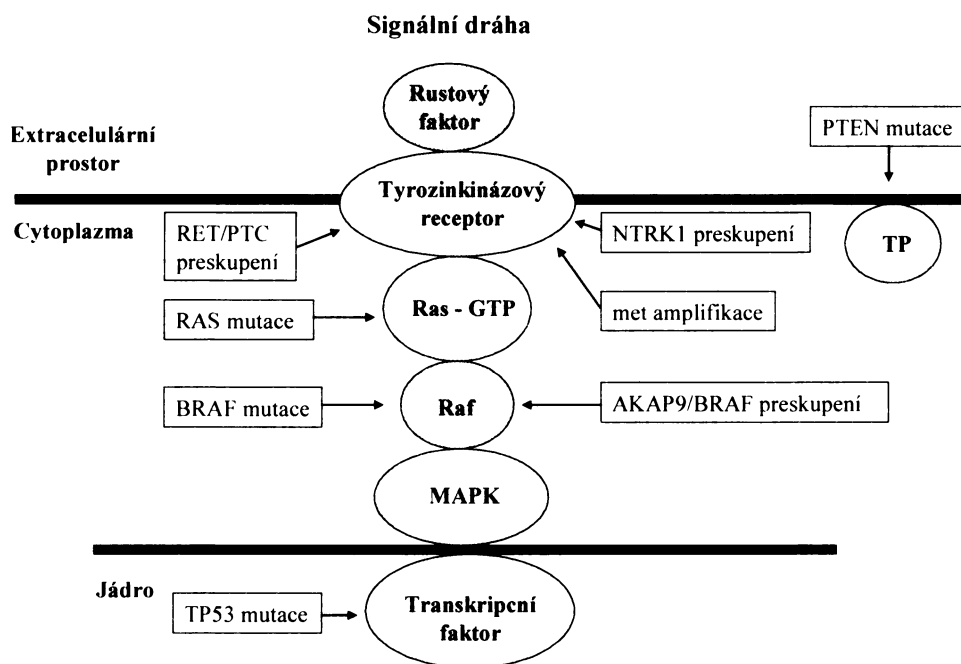 Signální dráha
Rustový
faktor
Extracelulární
prostor
PTEN mutace
Tyrozinkinázový
receptor
Cytoplazma
RET/PTC
preskupení
NTRK1 preskupení
TP
Ras - GTP
RAS mutace
met amplifikace
BRAF mutace
Raf
AKAP9/BRAF preskupení
MAPK
Jádro
TP53 mutace
Transkripcní
faktor